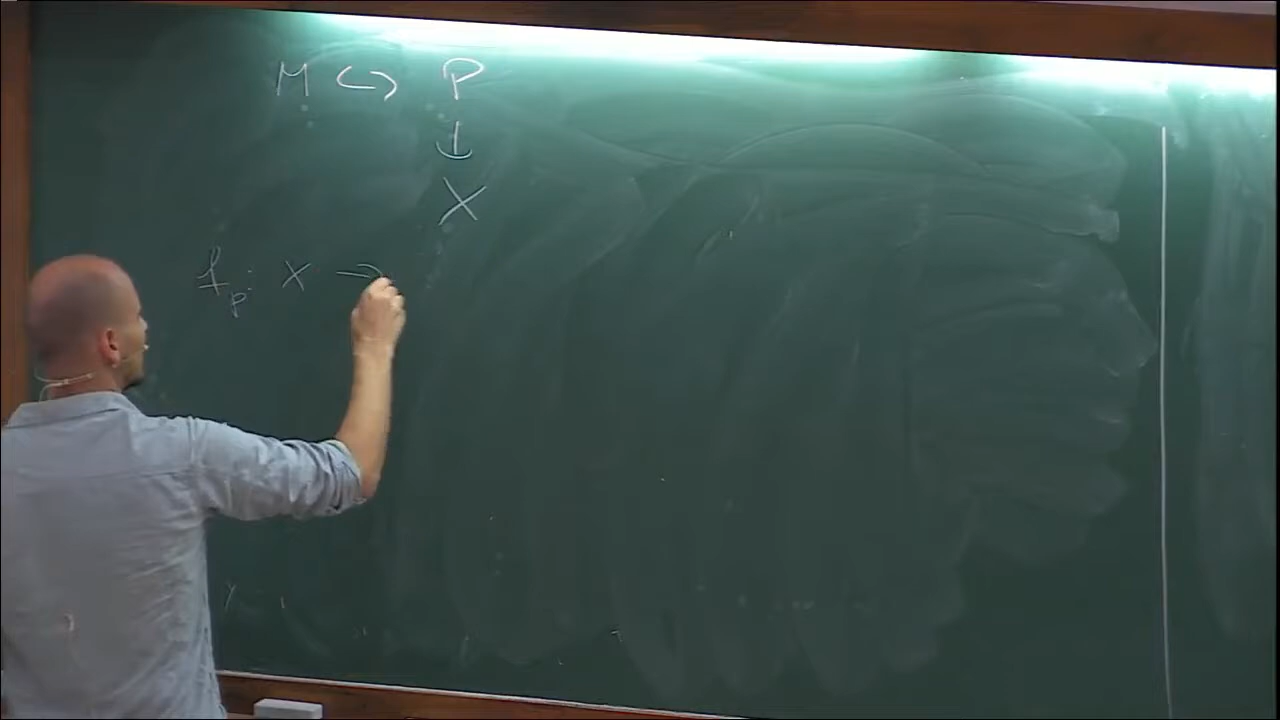 M ↪ P
↓
X
f_p: X →